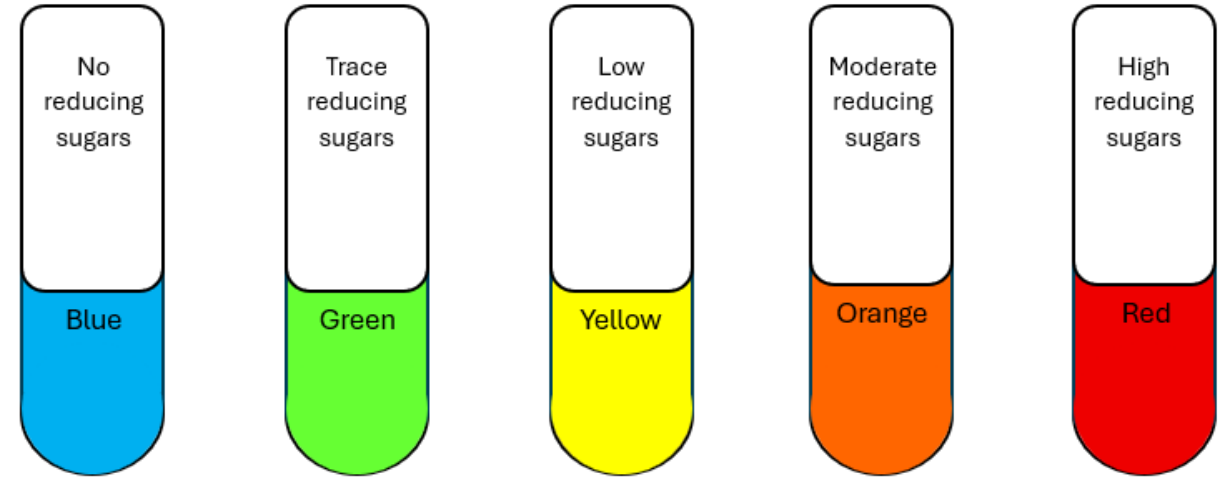 No
reducing
sugars
Blue
Trace
reducing
sugars
Green
Low
reducing
sugars
Yellow
Moderate
reducing
sugars
Orange
High
reducing
sugars
Red